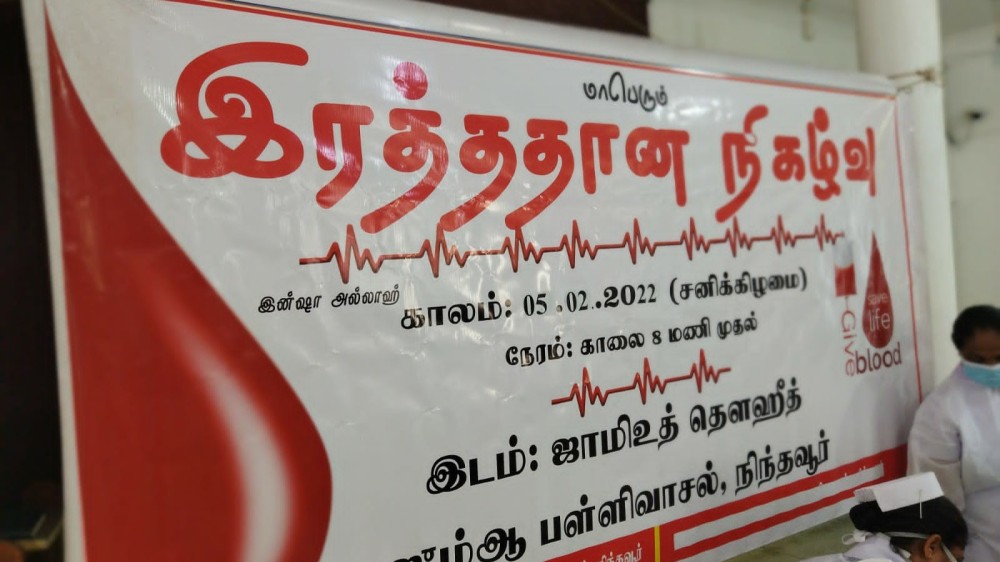 மாபெரும்
இரத்ததான நிகழ்வு
இன்ஷா அல்லாஹ்
காலம்: 05.02.2022 (சனிக்கிழமை)
நேரம்: காலை 8 மணி முதல்
save
life
Give
blood
இடம்: ஜாமிஉத் தௌஹீத்
ஜும்ஆ பள்ளிவாசல், நிந்தவூர்